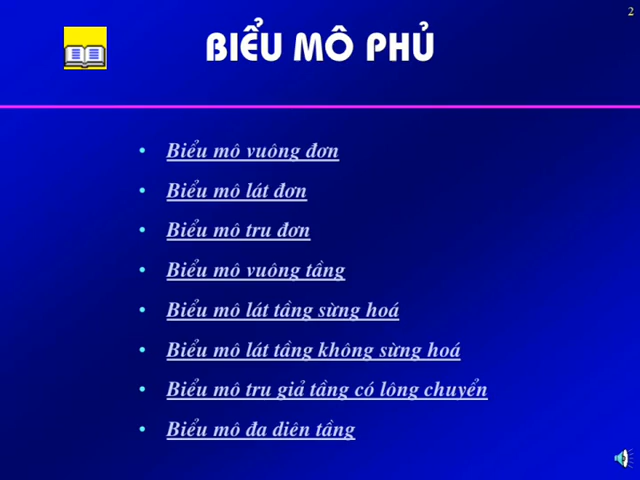 2
BIỂU MÔ PHỦ
• Biểu mô vuông đơn
• Biểu mô lát đơn
• Biểu mô tru đơn
• Biểu mô vuông tầng
• Biểu mô lát tầng sừng hoá
• Biểu mô lát tầng không sừng hoá
• Biểu mô tru giả tầng có lông chuyển
• Biểu mô đa diên tầng